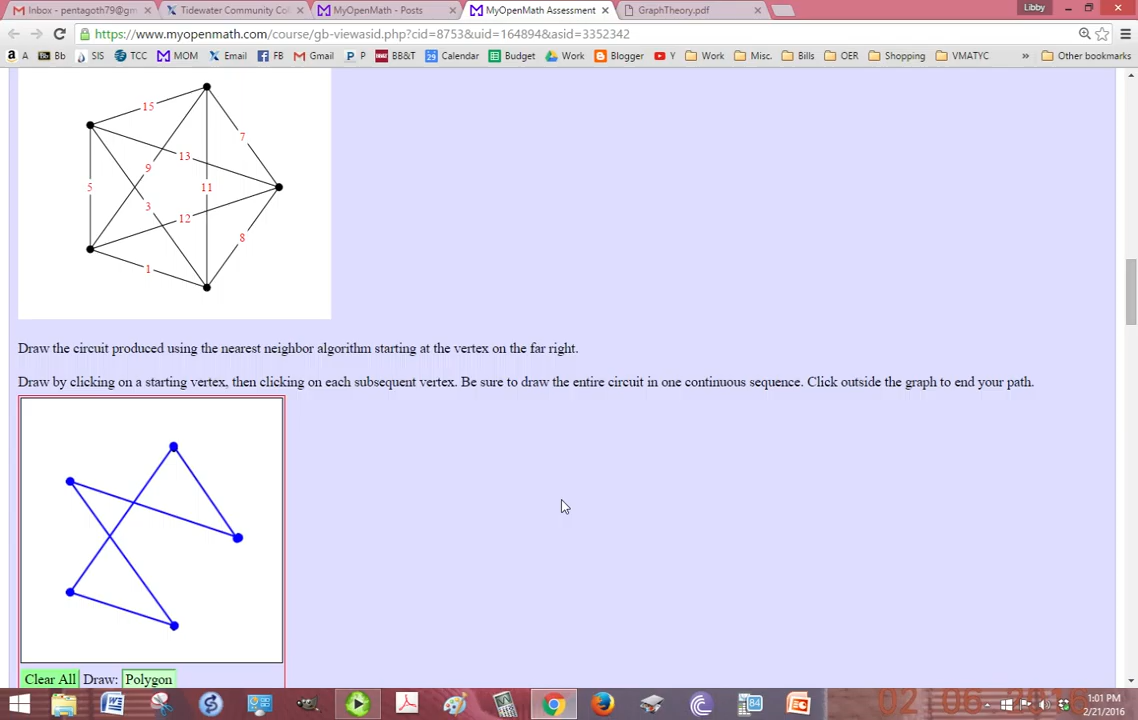 Libby
Inbox - pentagoth79@gm
Tidewater Community Col
MyOpenMath - Posts
MyOpenMath Assessment
GraphTheory.pdf
https://www.myopenmath.com/course/gb-viewasid.php?cid=8753&uid=164894&asid=3352342
A Bb SIS TCC MOM Email FB Gmail P BB&T Calendar Budget Work Blogger Y Work Misc. Bills OER Shopping VMATYC » Other bookmarks
15
7
13
9
5
11
3
12
8
1
Draw the circuit produced using the nearest neighbor algorithm starting at the vertex on the far right.
Draw by clicking on a starting vertex, then clicking on each subsequent vertex. Be sure to draw the entire circuit in one continuous sequence. Click outside the graph to end your path.
Clear All Draw: Polygon
1:01 PM
2/21/2016